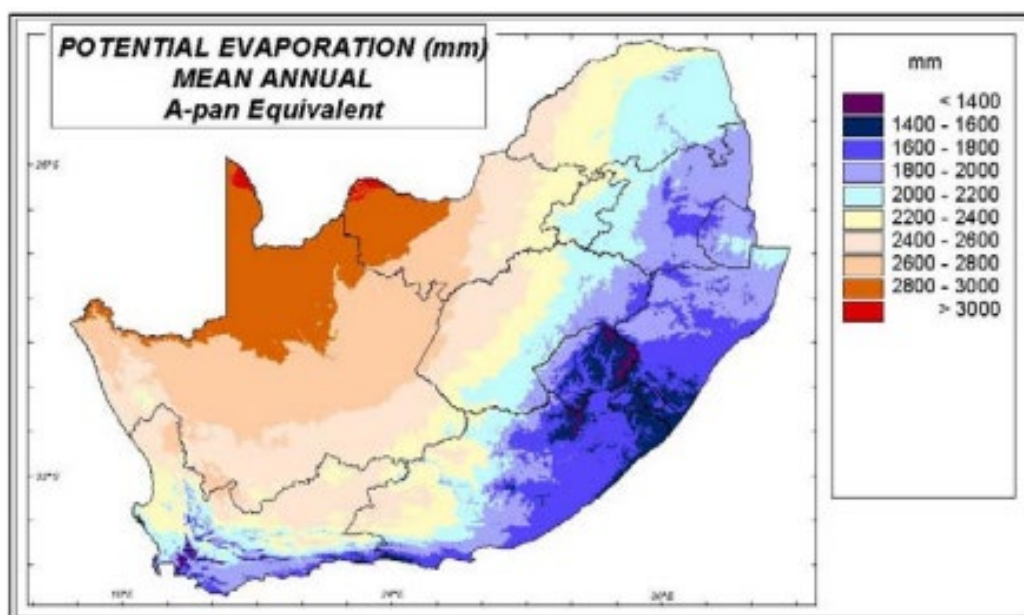 POTENTIAL EVAPORATION (mm)
MEAN ANNUAL
A-pan Equivalent
mm
< 1400
1400 - 1600
1600 - 1800
1800 - 2000
2000 - 2200
2200 - 2400
2400 - 2600
2600 - 2800
2800 - 3000
> 3000